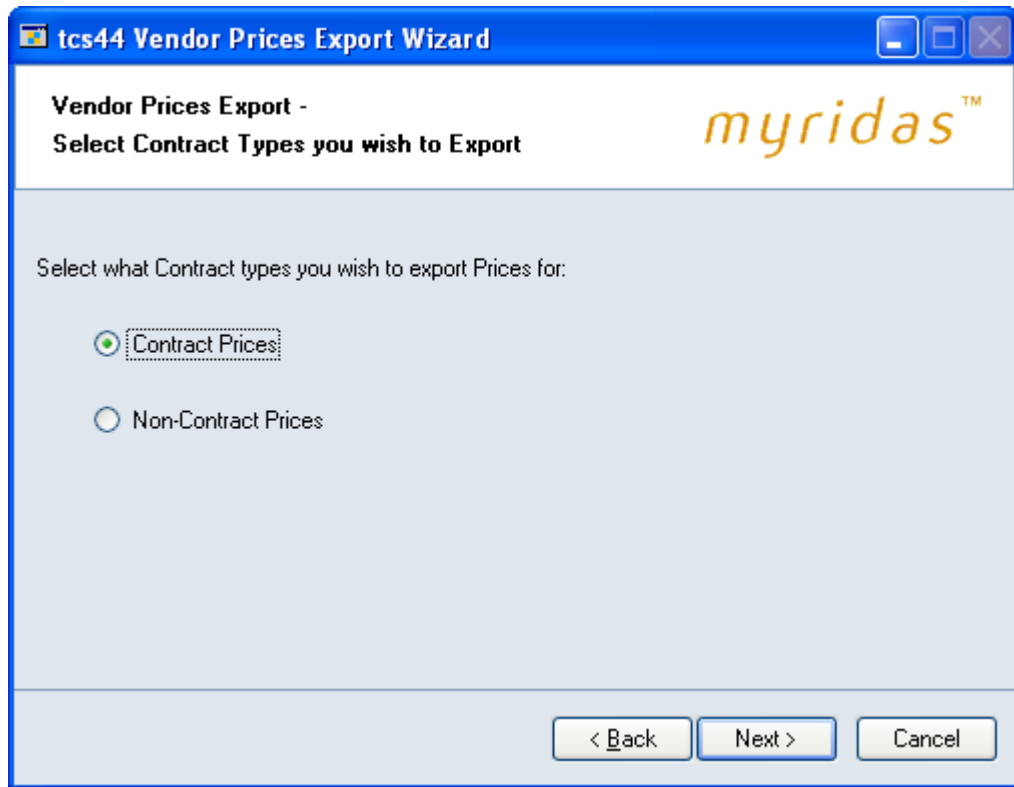 tcs44 Vendor Prices Export Wizard
Vendor Prices Export -
Select Contract Types you wish to Export
myridas™
Select what Contract types you wish to export Prices for:
Contract Prices
Non-Contract Prices
< Back Next > Cancel